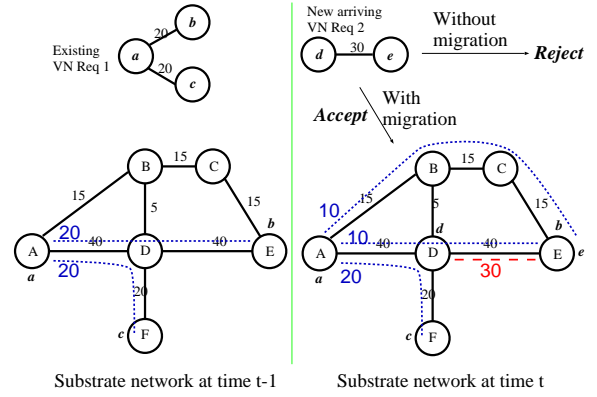 Existing
VN Req 1
a
b
c
20
20
New arriving
VN Req 2
d
30
e
Without
migration
Reject
Accept
With
migration
B
15
C
15
5
15
20
A
40
D
40
b
E
a
20
20
c
F
Substrate network at time t-1
B
15
C
10
15
5
15
d
b
10
A
40
D
40
E
e
a
20
30
20
c
F
Substrate network at time t